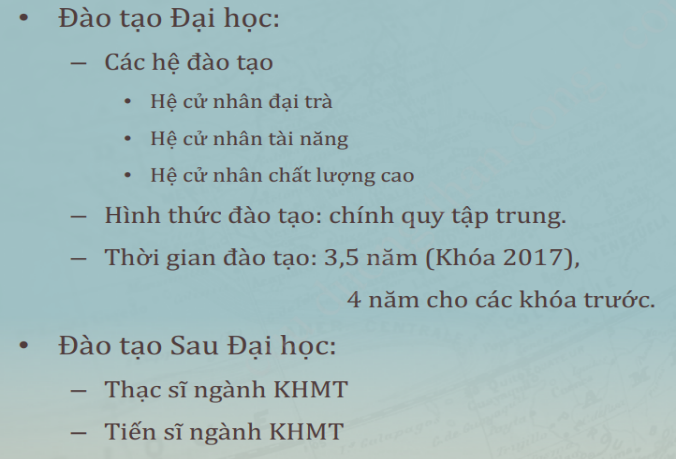 • Đào tạo Đại học:
– Các hệ đào tạo
• Hệ cử nhân đại trà
• Hệ cử nhân tài năng
• Hệ cử nhân chất lượng cao
– Hình thức đào tạo: chính quy tập trung.
– Thời gian đào tạo: 3,5 năm (Khóa 2017),
4 năm cho các khóa trước.
• Đào tạo Sau Đại học:
– Thạc sĩ ngành KHMT
– Tiến sĩ ngành KHMT